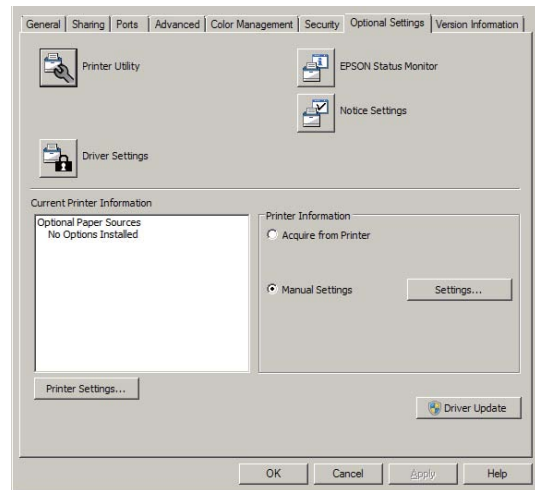 General Sharing Ports Advanced Color Management Security Optional Settings Version Information
Printer Utility
EPSON Status Monitor
Notice Settings
Driver Settings
Current Printer Information
Optional Paper Sources
No Options Installed
Printer Information
Acquire from Printer
Manual Settings
Settings...
Printer Settings...
Driver Update
OK Cancel Apply Help